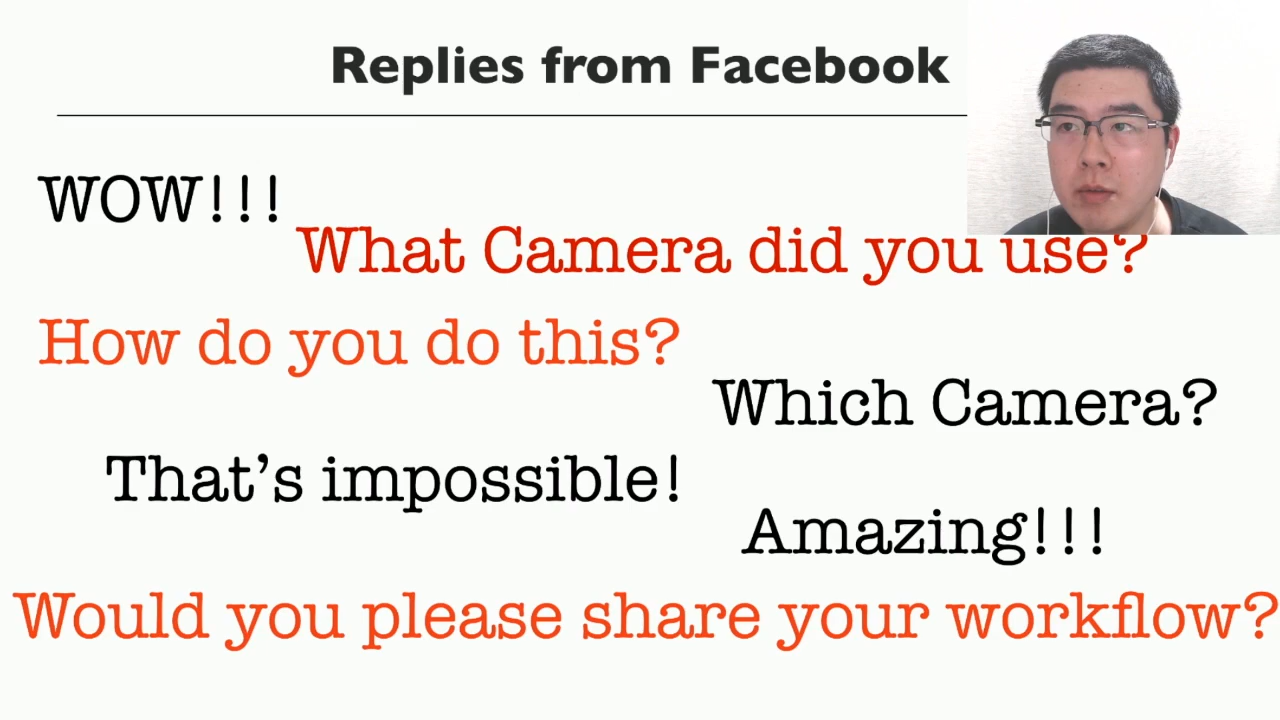 Replies from Facebook
WOW!!!
What Camera did you use?
How do you do this?
Which Camera?
That’s impossible!
Amazing!!!
Would you please share your workflow?